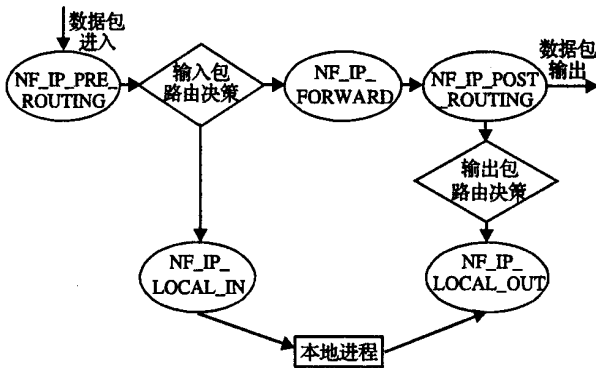 数据包
进入
NF_IP_PRE_
ROUTING
输入包
路由决策
NF_IP_
FORWARD
NF_IP_POST
_ROUTING
数据包
输出
输出包
路由决策
NF_IP_
LOCAL_IN
NF_IP_
LOCAL_OUT
本地进程